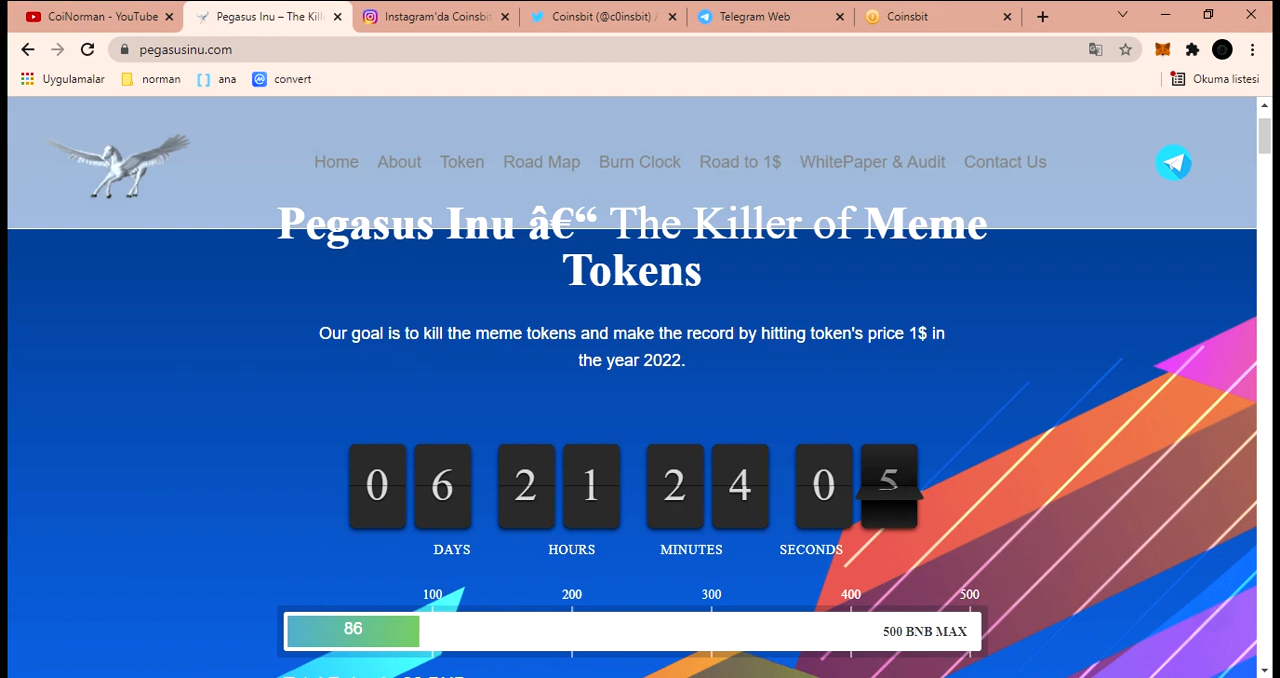 CoiNorman - YouTube
Pegasus Inu – The Kille
Instagram'da Coinsbit
Coinsbit (@c0insbit) /
Telegram Web
Coinsbit
pegasusinu.com
Uygulamalar
norman
ana
convert
Okuma listesi
Home About Token Road Map Burn Clock Road to 1$ WhitePaper & Audit Contact Us
Pegasus Inu â€“ The Killer of Meme
Tokens
Our goal is to kill the meme tokens and make the record by hitting token's price 1$ in
the year 2022.
0 6 2 1 2 4 0 5
DAYS HOURS MINUTES SECONDS
100 200 300 400 500
86
500 BNB MAX